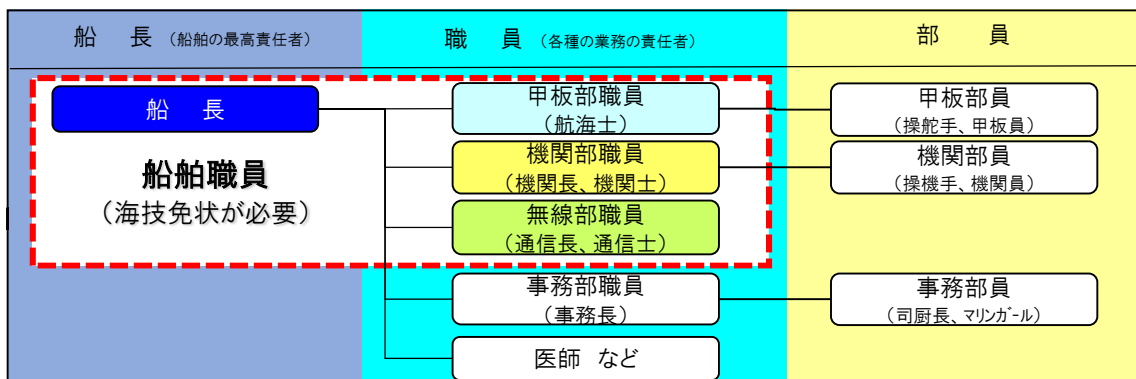 船　長（船舶の最高責任者）
職　員（各種の業務の責任者）
部　員
船　長
船舶職員
（海技免状が必要）
甲板部職員
（航海士）
機関部職員
（機関長、機関士）
無線部職員
（通信長、通信士）
事務部職員
（事務長）
医師　など
甲板部員
（操舵手、甲板員）
機関部員
（操機手、機関員）
事務部員
（司厨長、ﾏﾘﾝｶﾞｰﾙ）